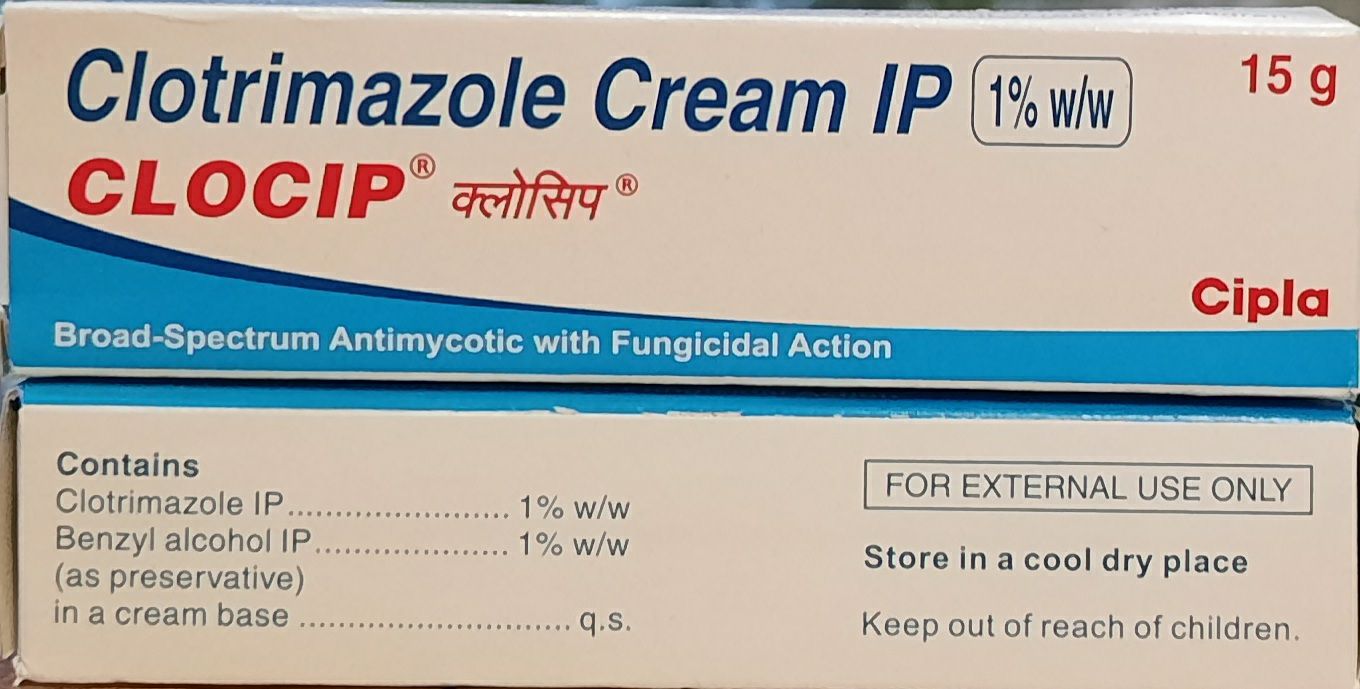 Clotrimazole Cream IP 1% w/w 15 g
CLOCIP® क्लोसिप®
Cipla
Broad-Spectrum Antimycotic with Fungicidal Action
Contains
Clotrimazole IP....................... 1% w/w
Benzyl alcohol IP.................... 1% w/w
(as preservative)
in a cream base ............................ q.s.
FOR EXTERNAL USE ONLY
Store in a cool dry place
Keep out of reach of children.